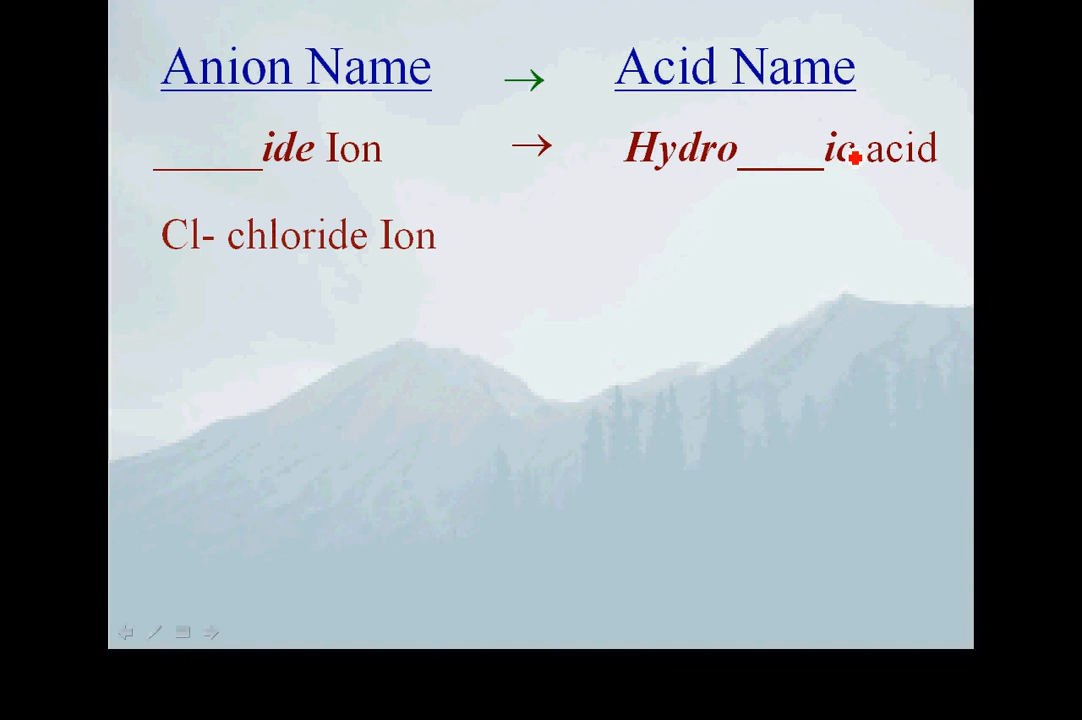 Anion Name → Acid Name
_____ide Ion → Hydro____ic acid
Cl- chloride Ion